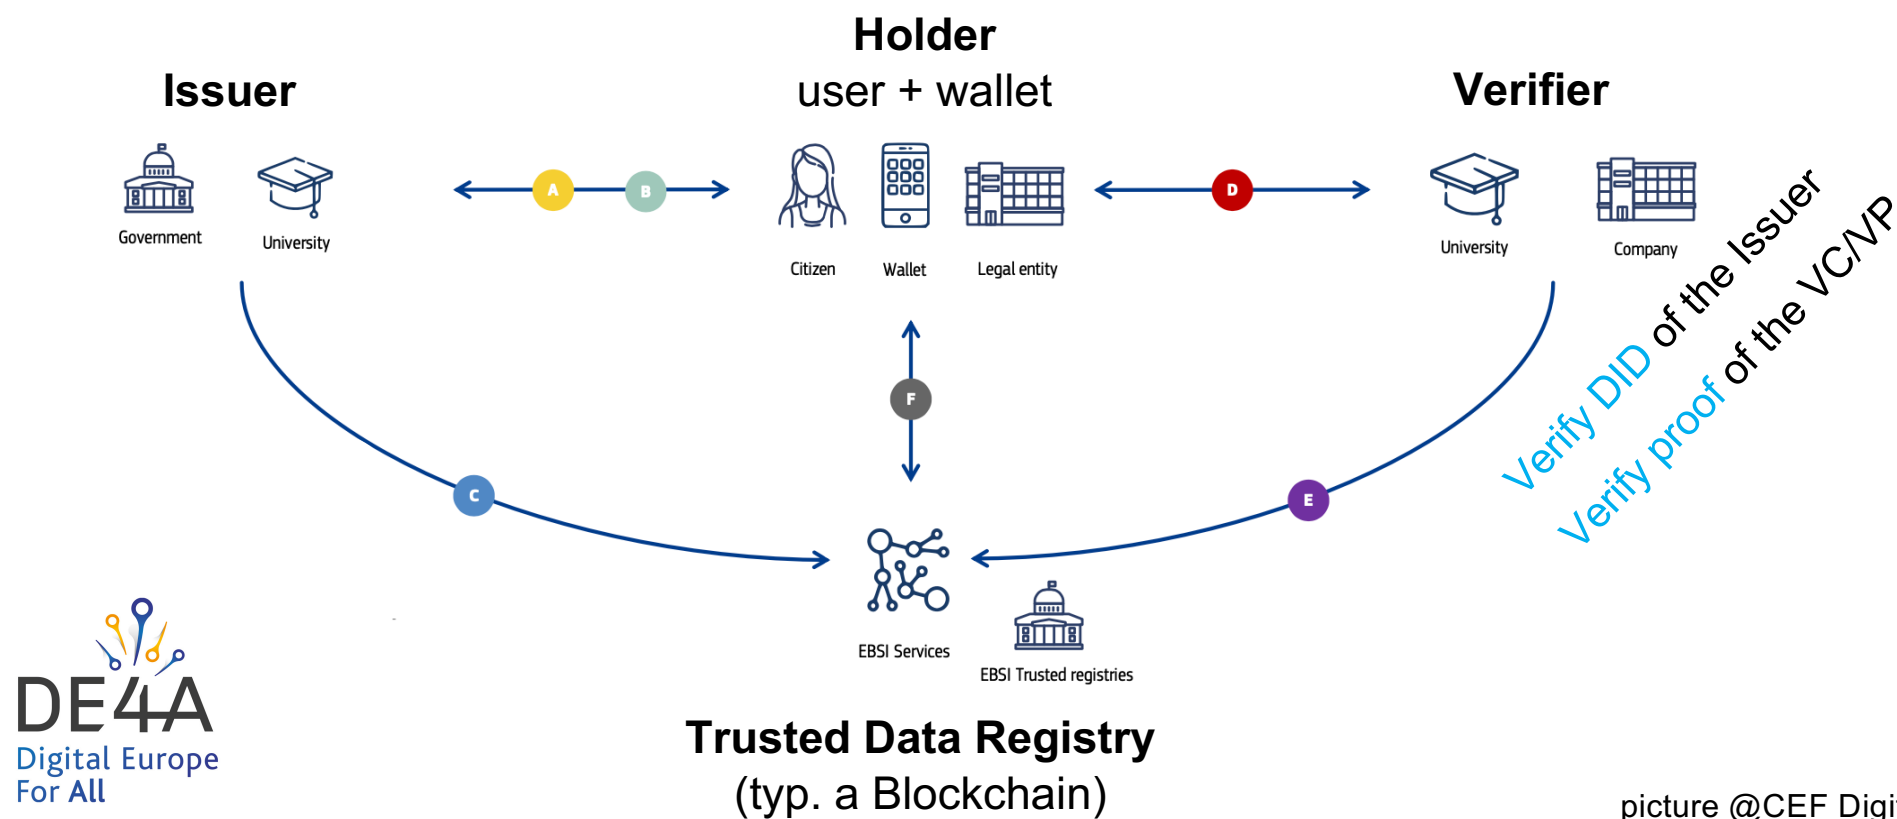 Holder
user + wallet
Issuer
Verifier
A
B
D
Government
University
Citizen
Wallet
Legal entity
University
Company
Verify DID of the Issuer
Verify proof of the VC/VP
F
C
E
EBSI Services
EBSI Trusted registries
DE4A
Digital Europe
For All
Trusted Data Registry
(typ. a Blockchain)
picture @CEF Digi